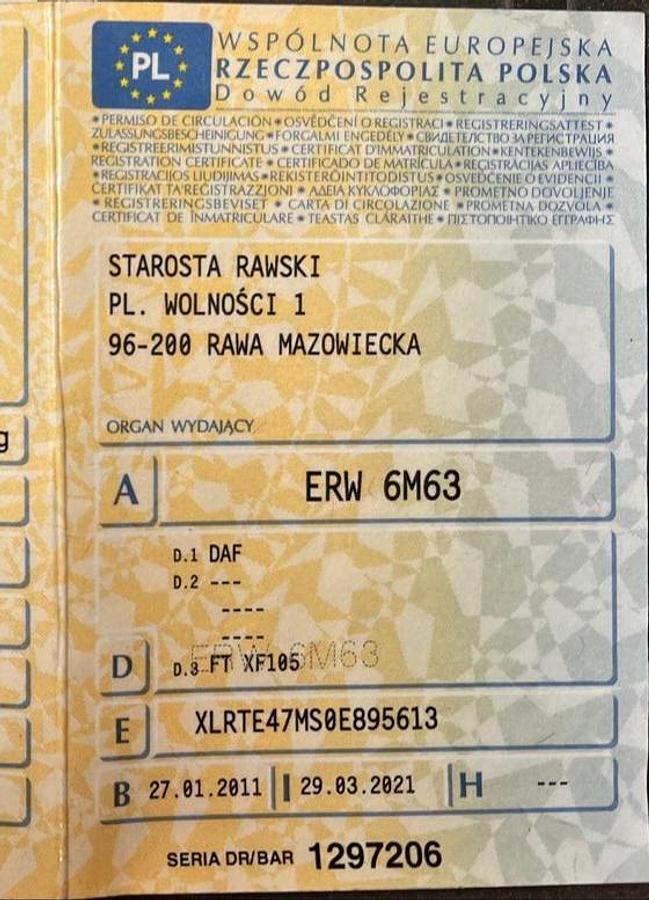 PL
WSPÓLNOTA EUROPEJSKA
RZECZPOSPOLITA POLSKA
Dowód Rejestracyjny
• PERMISO DE CIRCULACIÓN • OSVĚDČENÍ O REGISTRACI • REGISTRERINGSATTEST •
ZULASSUNGSBESCHEINIGUNG • FORGALMI ENGEDÉLY • СВИДЕТЕЛСТВО ЗА РЕГИСТРАЦИЯ
• REGISTREERIMISTUNNISTUS • CERTIFICAT D'IMMATRICULATION • KENTEKENBEWIJS •
REGISTRATION CERTIFICATE • CERTIFICADO DE MATRÍCULA • REGISTRĀCIJAS APLIECĪBA
• REGISTRACIJOS LIUDIJIMAS • REKISTERÖINTITODISTUS • OSVEDČENIE O EVIDENCII •
ĊERTIFIKAT TA'REĠISTRAZZJONI • ΑΔΕΙΑ ΚΥΚΛΟΦΟΡΙΑΣ • PROMETNO DOVOLJENJE
• REGISTRERINGSBEVISET • CARTA DI CIRCOLAZIONE • PROMETNA DOZVOLA •
CERTIFICAT DE ÎNMATRICULARE • TEASTAS CLÁRAITHE • ΠΙΣΤΟΠΟΙΗΤΙΚΟ ΕΓΓΡΑΦΗΣ
STAROSTA RAWSKI
PL. WOLNOŚCI 1
96-200 RAWA MAZOWIECKA
ORGAN WYDAJĄCY
g
A ERW 6M63
D.1 DAF
D.2 ---
----
----
ERW 6M63
D D.3 FT XF105
E XLRTE47MS0E895613
B 27.01.2011 I 29.03.2021 H ---
SERIA DR/BAR 1297206